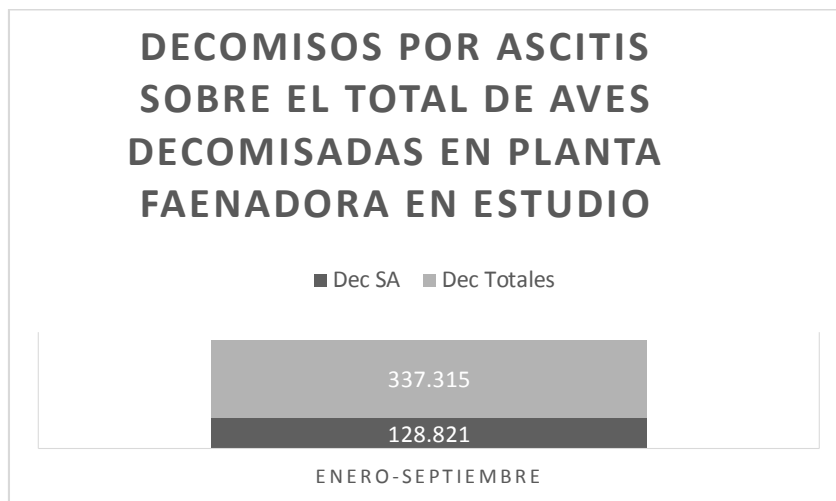 DECOMISOS POR ASCITIS
SOBRE EL TOTAL DE AVES
DECOMISADAS EN PLANTA
FAENADORA EN ESTUDIO
Dec SA Dec Totales
337.315
128.821
ENERO-SEPTIEMBRE